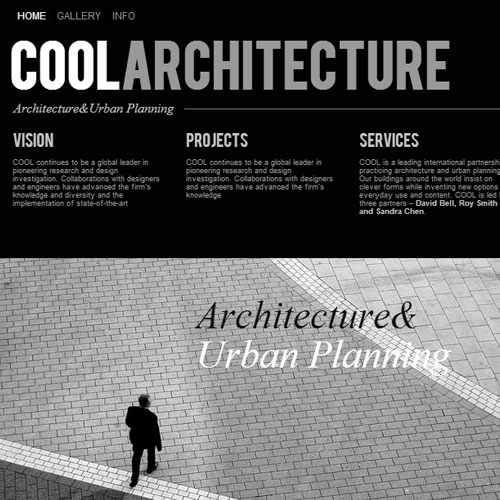 HOME GALLERY INFO
COOLARCHITECTURE
Architecture&Urban Planning
VISION
COOL continues to be a global leader in
pioneering research and design
investigation. Collaborations with designers
and engineers have advanced the firm's
knowledge and diversity and the
implementation of state-of-the-art
PROJECTS
COOL continues to be a global leader in
pioneering research and design
investigation. Collaborations with designers
and engineers have advanced the firm's
knowledge
SERVICES
COOL is a leading international partnershi
practicing architecture and urban planning
Our buildings around the world insist on
clever forms while inventing new options
everyday use and content. COOL is led
three partners – David Bell, Roy Smith
and Sandra Chen.
Architecture&
Urban Planning